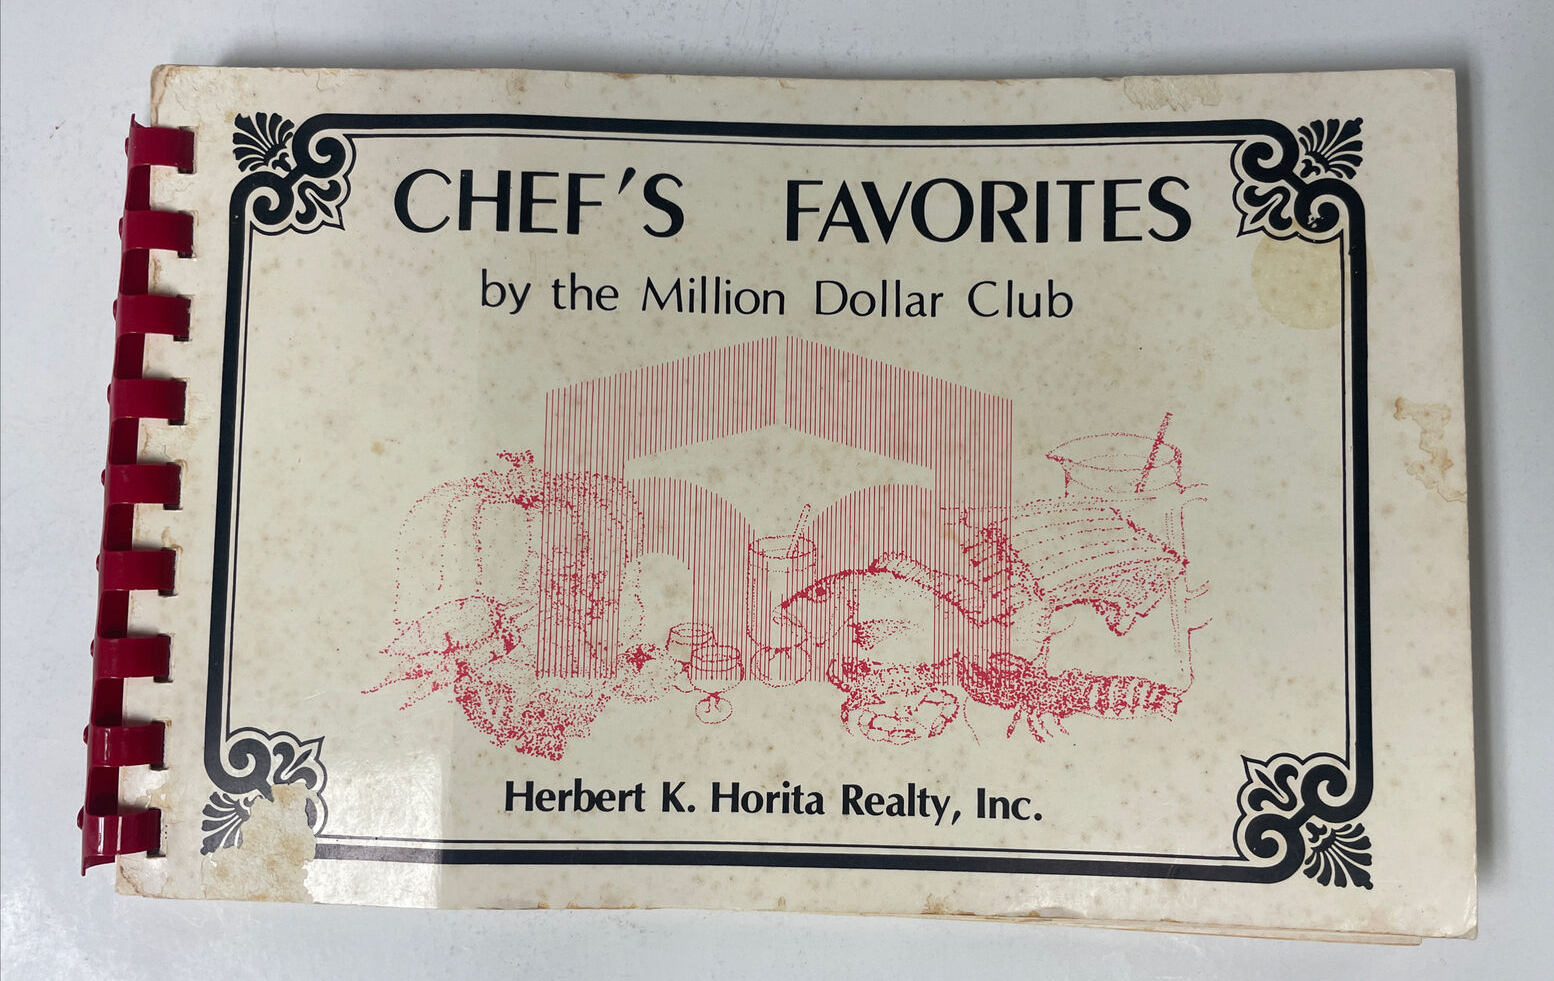 CHEF'S FAVORITES
by the Million Dollar Club
Herbert K. Horita Realty, Inc.